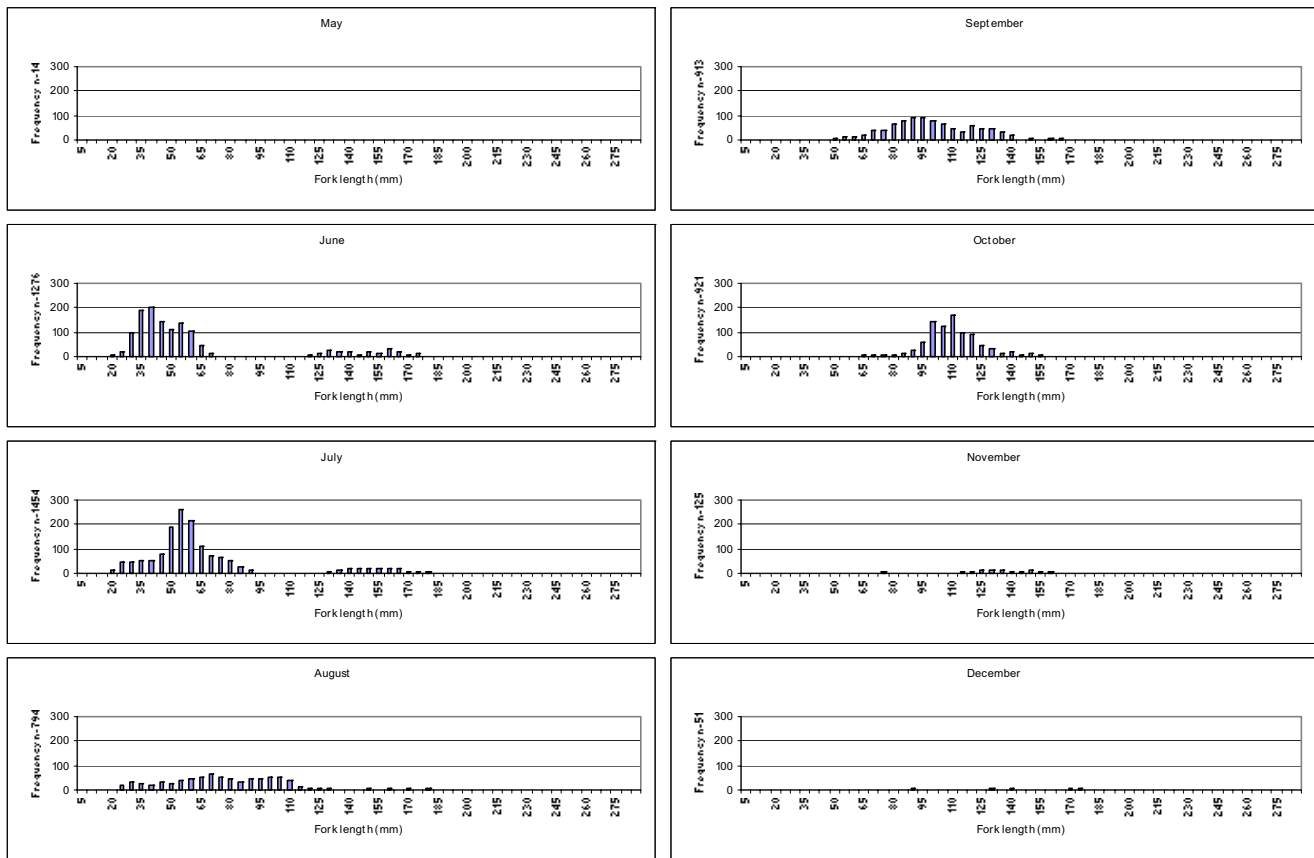 May
Frequency n-14
300
200
100
0
5 20 35 50 65 80 95 110 125 140 155 170 185 200 215 230 245 260 275
Fork length (mm)
June
Frequency n-1276
300
200
100
0
5 20 35 50 65 80 95 110 125 140 155 170 185 200 215 230 245 260 275
Fork length (mm)
July
Frequency n-1454
300
200
100
0
5 20 35 50 65 80 95 110 125 140 155 170 185 200 215 230 245 260 275
Fork length (mm)
August
Frequency n-794
300
200
100
0
5 20 35 50 65 80 95 110 125 140 155 170 185 200 215 230 245 260 275
Fork length (mm)
September
Frequency n-913
300
200
100
0
5 20 35 50 65 80 95 110 125 140 155 170 185 200 215 230 245 260 275
Fork length (mm)
October
Frequency n-921
300
200
100
0
5 20 35 50 65 80 95 110 125 140 155 170 185 200 215 230 245 260 275
Fork length (mm)
November
Frequency n-125
300
200
100
0
5 20 35 50 65 80 95 110 125 140 155 170 185 200 215 230 245 260 275
Fork length (mm)
December
Frequency n-51
300
200
100
0
5 20 35 50 65 80 95 110 125 140 155 170 185 200 215 230 245 260 275
Fork length (mm)